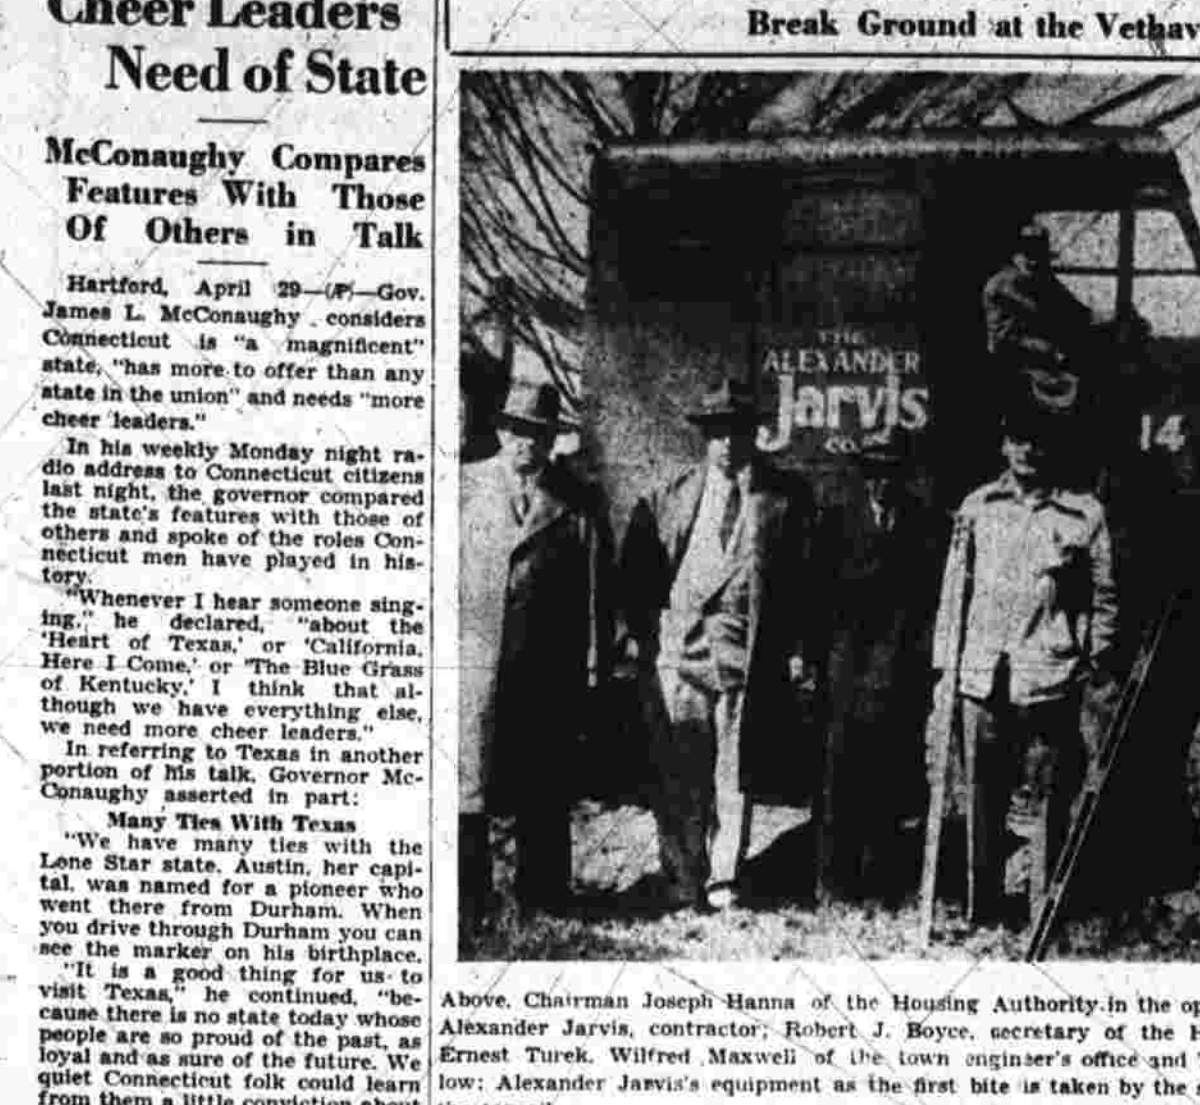 Cheer Leaders
Need of State
McConaughy Compares
Features With Those
Of Others in Talk
Hartford, April 29—(AP)—Gov.
James L. McConaughy considers
Connecticut is "a magnificent"
state, "has more to offer than any
state in the union" and needs "more
cheer leaders."
In his weekly Monday night ra-
dio address to Connecticut citizens
last night, the governor compared
the state's features with those of
others and spoke of the roles Con-
necticut men have played in his-
tory.
"Whenever I hear someone sing-
ing," he declared, "about the
'Heart of Texas,' or 'California,
Here I Come,' or 'The Blue Grass
of Kentucky,' I think that al-
though we have everything else,
we need more cheer leaders."
In referring to Texas in another
portion of his talk, Governor Mc-
Conaughy asserted in part:
Many Ties With Texas
"We have many ties with the
Lone Star state. Austin, her capi-
tal, was named for a pioneer who
went there from Durham. When
you drive through Durham you can
see the marker on his birthplace.
"It is a good thing for us to
visit Texas," he continued, "be-
cause there is no state today whose
people are so proud of the past, as
loyal and as sure of the future. We
quiet Connecticut folk could learn
from them a little conviction about
Break Ground at the Vethav
THE
ALEXANDER
Jarvis
CO.
14
Above, Chairman Joseph Hanna of the Housing Authority in the op
Alexander Jarvis, contractor; Robert J. Boyce, secretary of the H
Ernest Turek, Wilfred Maxwell of the town engineer's office and
low: Alexander Jarvis's equipment as the first bite is taken by the